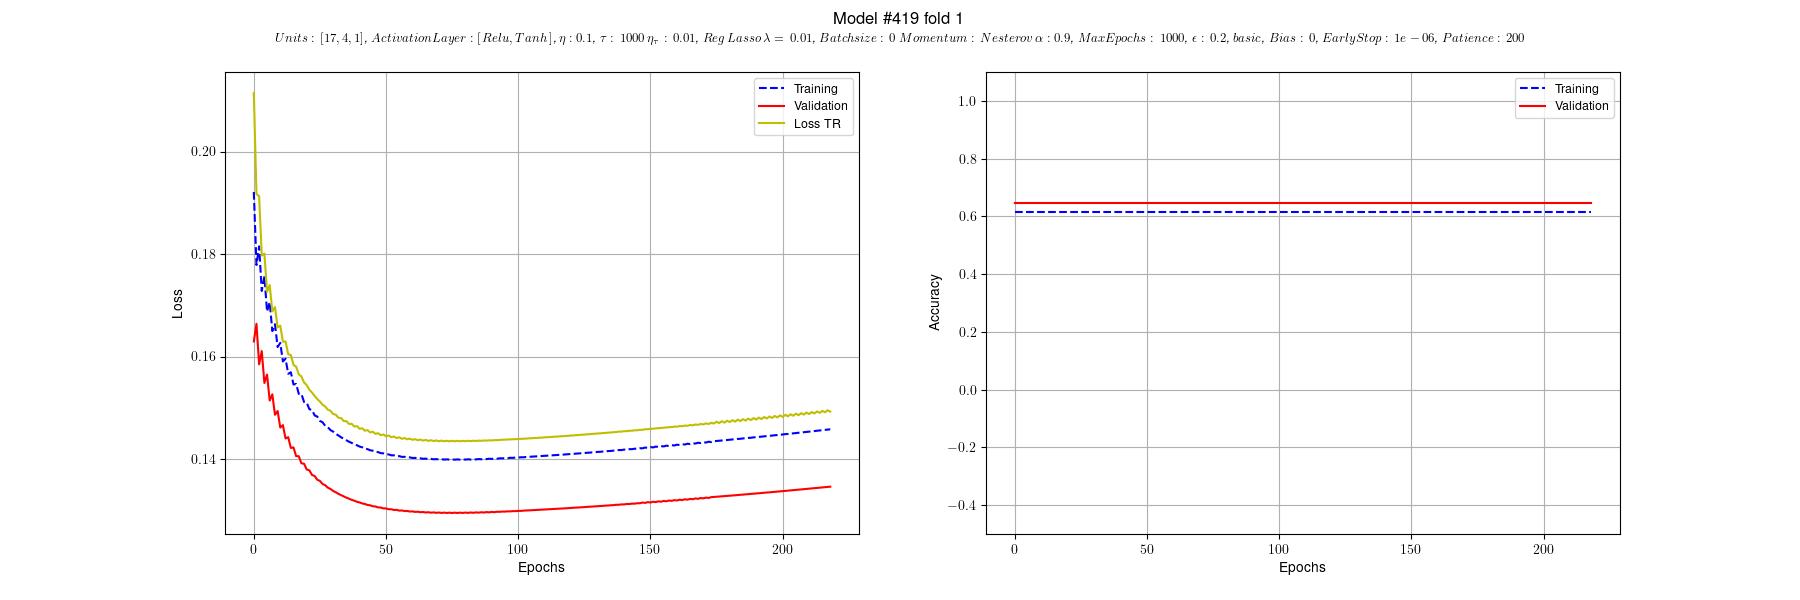 Model #419 fold 1
Units : [17, 4, 1], ActivationLayer : [Relu, Tanh], η : 0.1, τ : 1000 η_τ : 0.01, Reg Lasso λ = 0.01, Batchsize : 0 Momentum : Nesterov α : 0.9, MaxEpochs : 1000, ϵ : 0.2, basic, Bias : 0, EarlyStop : 1e − 06, Patience : 200
Training
Validation
Loss TR
0.20
0.18
0.16
0.14
Loss
0
50
100
150
200
Epochs
Training
Validation
1.0
0.8
0.6
0.4
0.2
0.0
−0.2
−0.4
Accuracy
0
50
100
150
200
Epochs